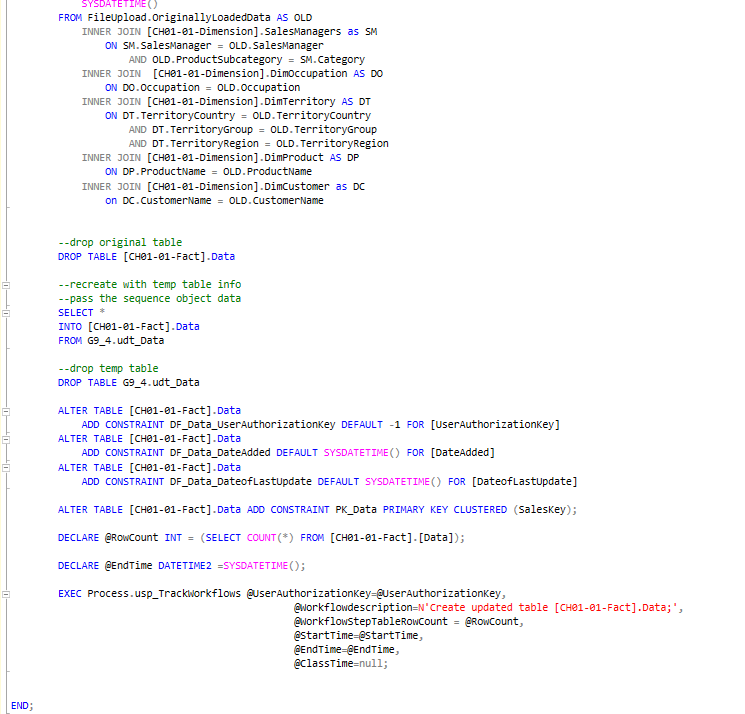 SYSDATETIME()
FROM FileUpload.OriginallyLoadedData AS OLD
INNER JOIN [CH01-01-Dimension].SalesManagers as SM
ON SM.SalesManager = OLD.SalesManager
AND OLD.ProductSubcategory = SM.Category
INNER JOIN  [CH01-01-Dimension].DimOccupation AS DO
ON DO.Occupation = OLD.Occupation
INNER JOIN [CH01-01-Dimension].DimTerritory AS DT
ON DT.TerritoryCountry = OLD.TerritoryCountry
AND DT.TerritoryGroup = OLD.TerritoryGroup
AND DT.TerritoryRegion = OLD.TerritoryRegion
INNER JOIN [CH01-01-Dimension].DimProduct AS DP
ON DP.ProductName = OLD.ProductName
INNER JOIN [CH01-01-Dimension].DimCustomer as DC
on DC.CustomerName = OLD.CustomerName
--drop original table
DROP TABLE [CH01-01-Fact].Data
--recreate with temp table info
--pass the sequence object data
SELECT *
INTO [CH01-01-Fact].Data
FROM G9_4.udt_Data
--drop temp table
DROP TABLE G9_4.udt_Data
ALTER TABLE [CH01-01-Fact].Data
ADD CONSTRAINT DF_Data_UserAuthorizationKey DEFAULT -1 FOR [UserAuthorizationKey]
ALTER TABLE [CH01-01-Fact].Data
ADD CONSTRAINT DF_Data_DateAdded DEFAULT SYSDATETIME() FOR [DateAdded]
ALTER TABLE [CH01-01-Fact].Data
ADD CONSTRAINT DF_Data_DateofLastUpdate DEFAULT SYSDATETIME() FOR [DateofLastUpdate]
ALTER TABLE [CH01-01-Fact].Data ADD CONSTRAINT PK_Data PRIMARY KEY CLUSTERED (SalesKey);
DECLARE @RowCount INT = (SELECT COUNT(*) FROM [CH01-01-Fact].[Data]);
DECLARE @EndTime DATETIME2 =SYSDATETIME();
EXEC Process.usp_TrackWorkflows @UserAuthorizationKey=@UserAuthorizationKey,
@Workflowdescription=N'Create updated table [CH01-01-Fact].Data;',
@WorkflowStepTableRowCount = @RowCount,
@StartTime=@StartTime,
@EndTime=@EndTime,
@ClassTime=null;
END;